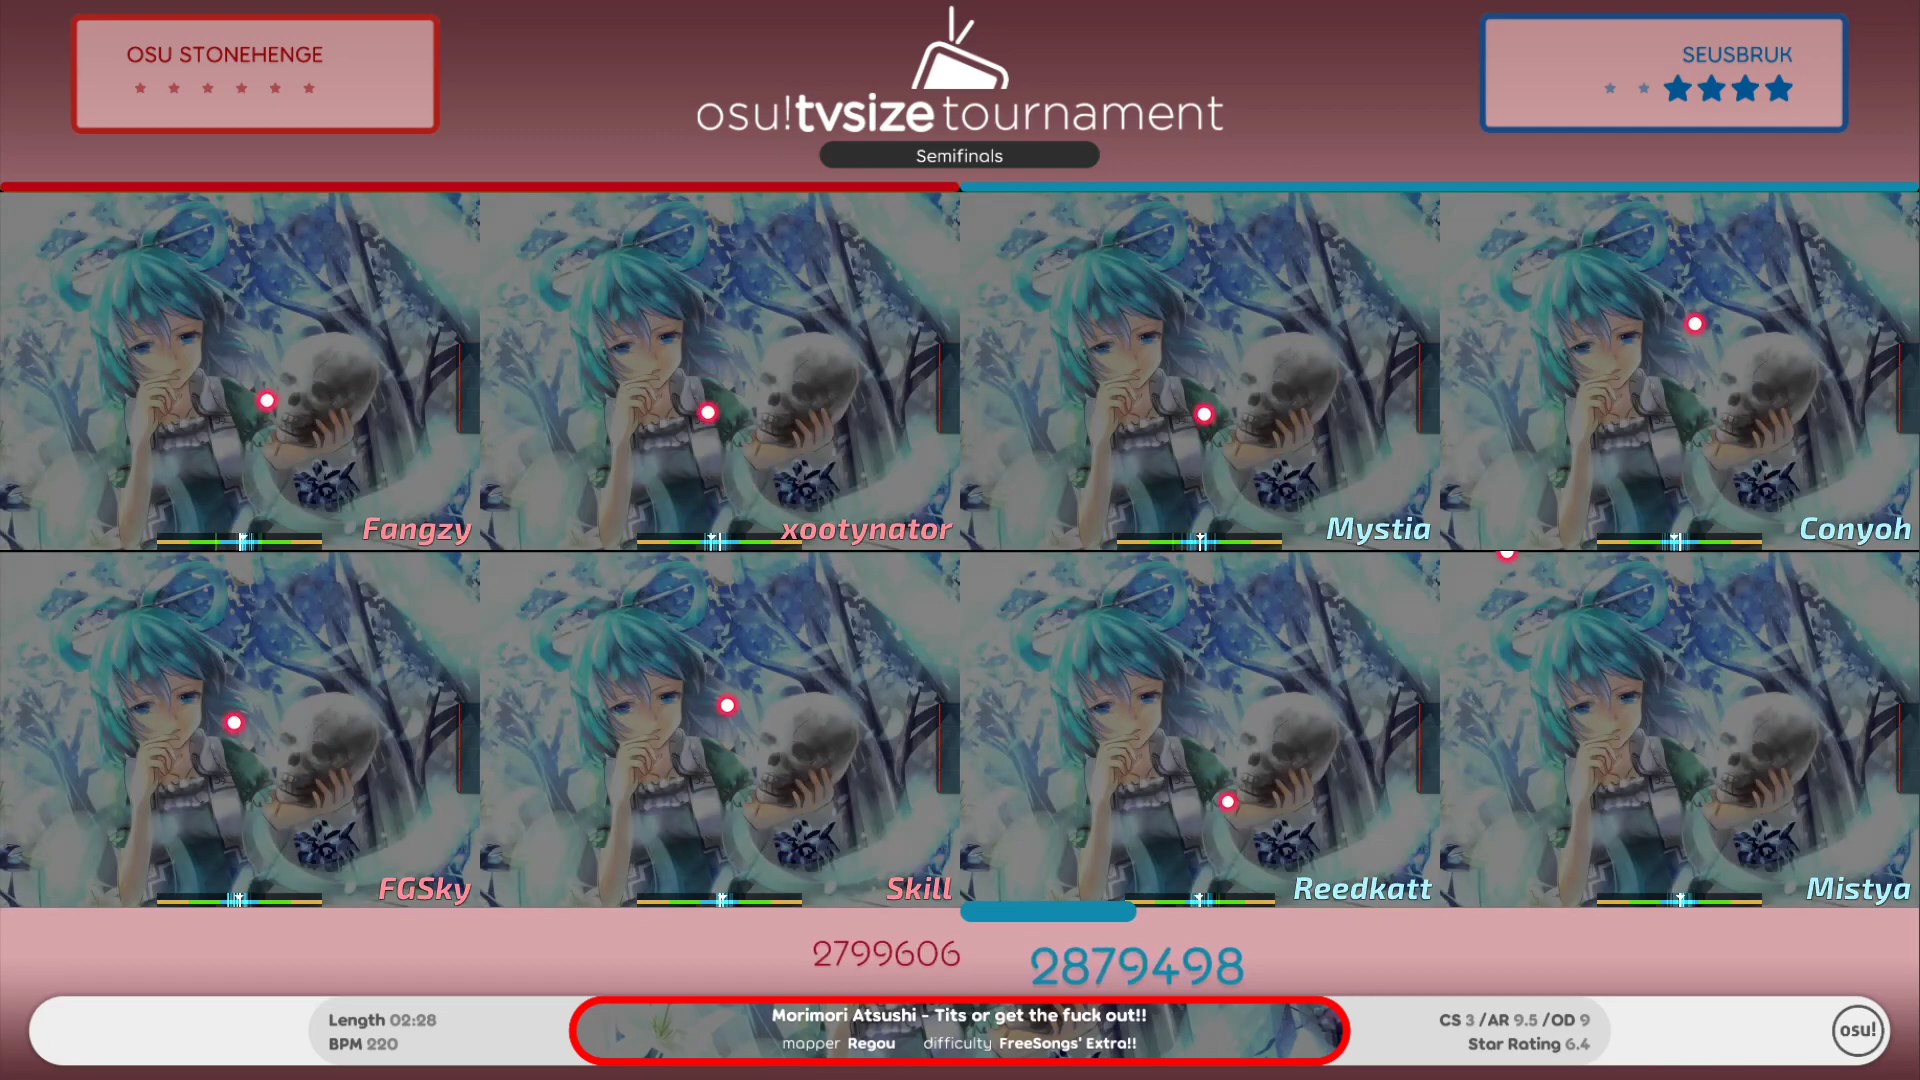 OSU STONEHENGE
osu!tvsize tournament
Semifinals
SEUSBRUK
Fangzy
xootynator
Mystia
Conyoh
FGSky
Skill
Reedkatt
Mistya
2799606
2879498
Length 02:28
BPM 220
Morimori Atsushi - Tits or get the fuck out!!
mapper Regou difficulty FreeSongs' Extra!!
CS 3 /AR 9.5 /OD 9
Star Rating 6.4
osu!